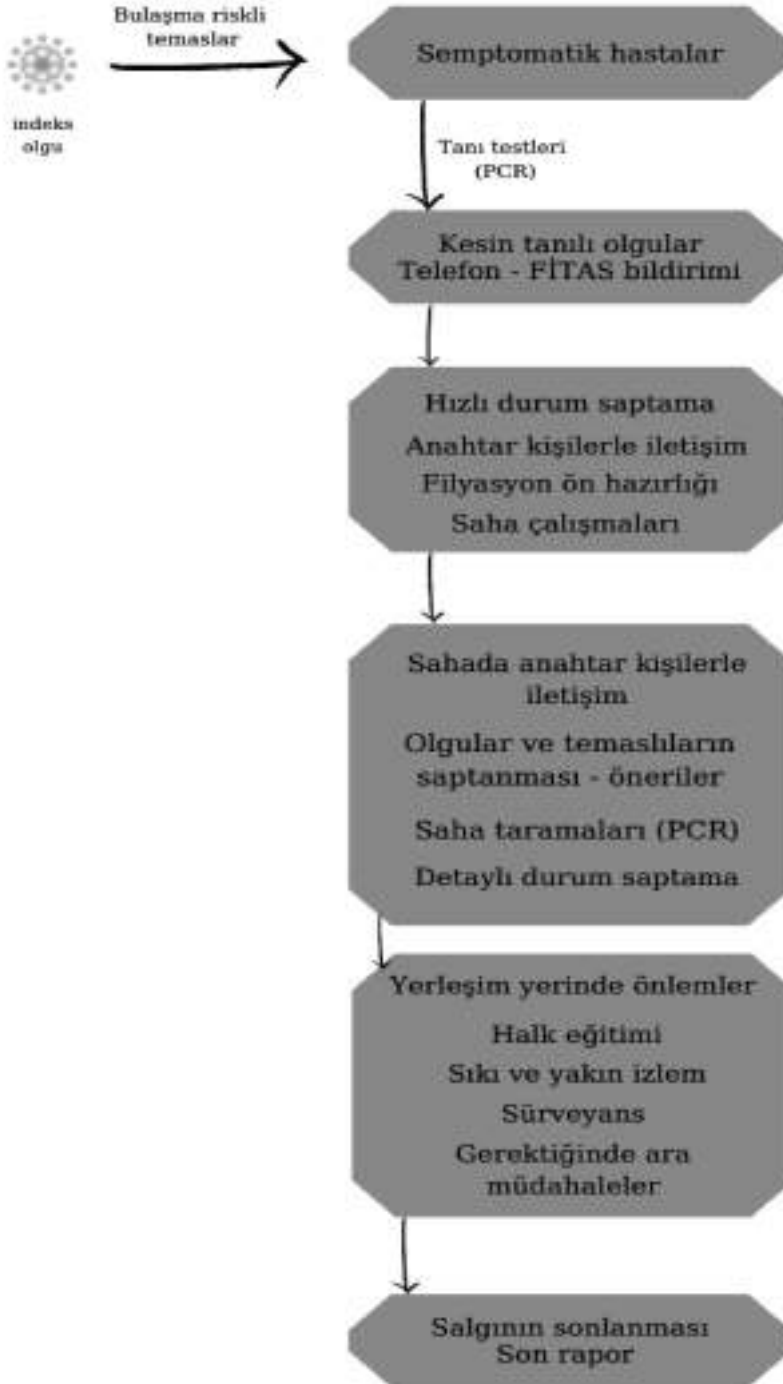 Bulaşma riskli
temaslar
indeks
olgu
Semptomatik hastalar
Tanı testleri
(PCR)
Kesin tanılı olgular
Telefon - FİTAS bildirimi
Hızlı durum saptama
Anahtar kişilerle iletişim
Filyasyon ön hazırlığı
Saha çalışmaları
Sahada anahtar kişilerle
iletişim
Olgular ve temaslıların
saptanması - öneriler
Saha taramaları (PCR)
Detaylı durum saptama
Yerleşim yerinde önlemler
Halk eğitimi
Sıkı ve yakın izlem
Sürveyans
Gerektiğinde ara
müdahaleler
Salgının sonlanması
Son rapor